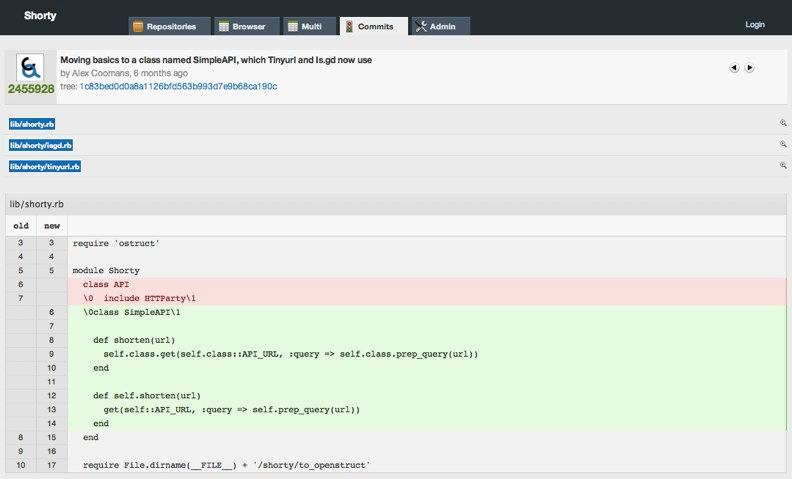 Shorty
Repositories Browser Multi Commits Admin Login
Moving basics to a class named SimpleAPI, which Tinyurl and Is.gd now use
by Alex Coomans, 6 months ago
2455928 tree: 1c83bed0d0a8a1126bfd563b993d7e9b68ca190c
lib/shorty.rb
lib/shorty/isgd.rb
lib/shorty/tinyurl.rb
lib/shorty.rb
old new
3 3 require 'ostruct'
4 4
5 5 module Shorty
6 class API
7 \0 include HTTParty\1
6 \0class SimpleAPI\1
7
8 def shorten(url)
9 self.class.get(self.class::API_URL, :query => self.class.prep_query(url))
10 end
11
12 def self.shorten(url)
13 get(self::API_URL, :query => self.prep_query(url))
14 end
8 15 end
9 16
10 17 require File.dirname(__FILE__) + '/shorty/to_openstruct'